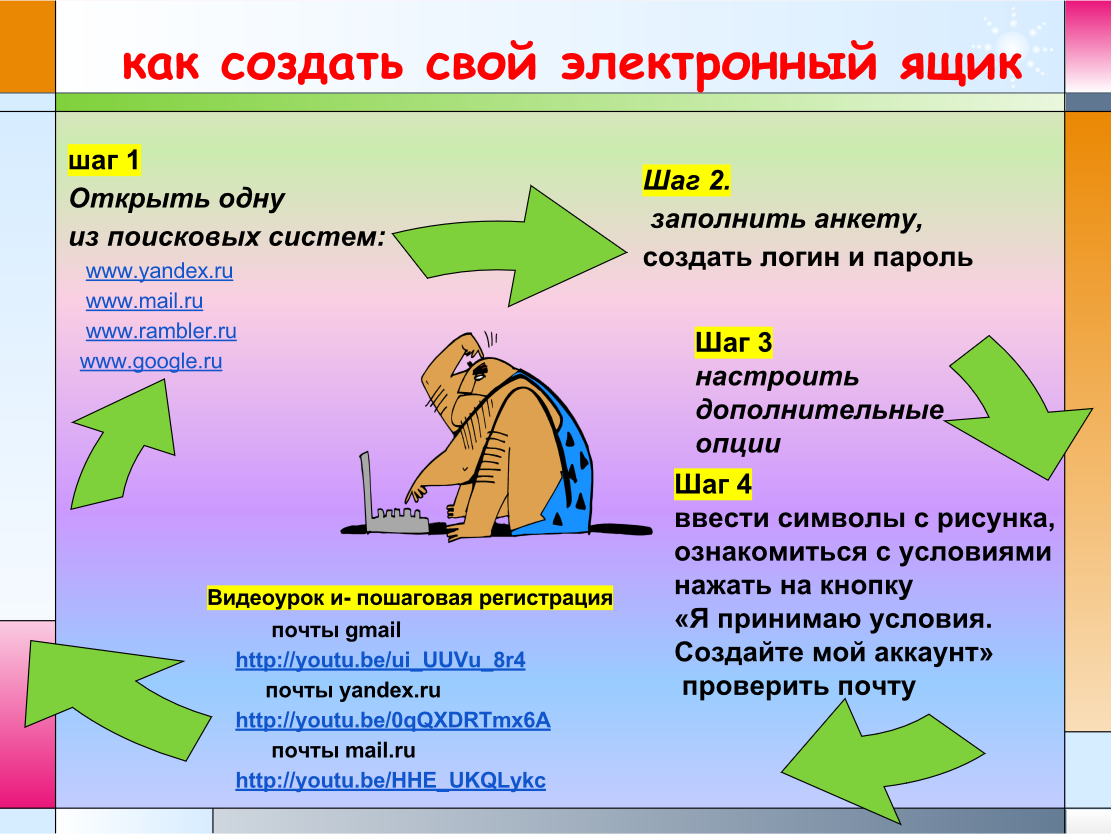 как создать свой электронный ящик
шаг 1
Открыть одну
из поисковых систем:
www.yandex.ru
www.mail.ru
www.rambler.ru
www.google.ru
Шаг 2.
заполнить анкету,
создать логин и пароль
Шаг 3
настроить
дополнительные
опции
Шаг 4
ввести символы с рисунка,
ознакомиться с условиями
нажать на кнопку
«Я принимаю условия.
Создайте мой аккаунт»
проверить почту
Видеоурок и- пошаговая регистрация
почты gmail
http://youtu.be/ui_UUVu_8r4
почты yandex.ru
http://youtu.be/0qQXDRTmx6A
почты mail.ru
http://youtu.be/HHE_UKQLykc